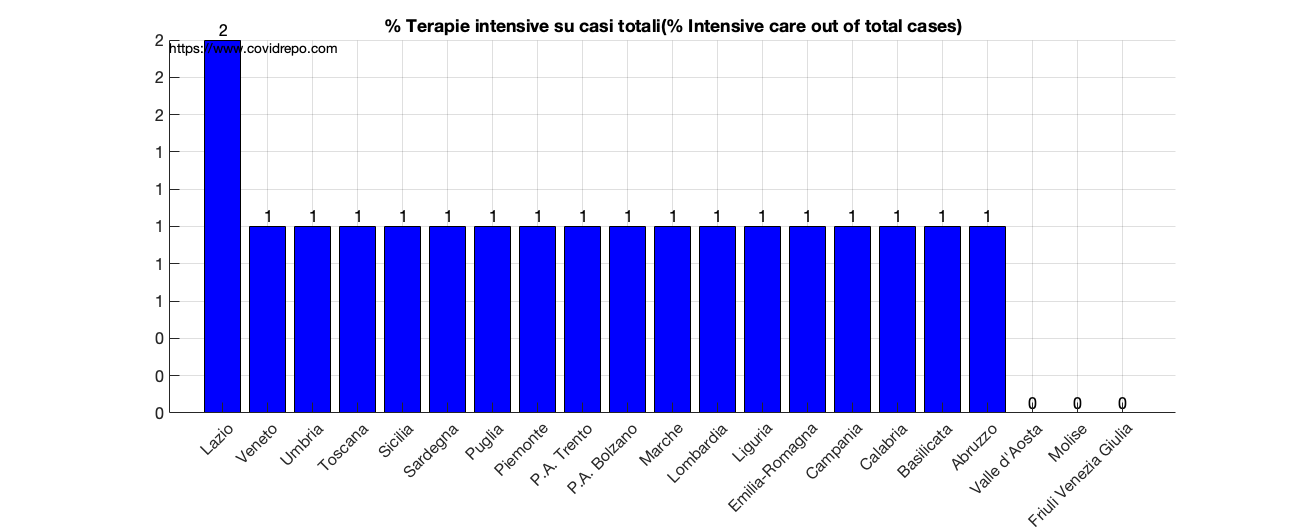 % Terapie intensive su casi totali(% Intensive care out of total cases)
https://www.covidrepo.com
2
2
2
2
1
1
1
1
1
0
0
0
1 1 1 1 1 1 1 1 1 1 1 1 1 1 1 1 1
0 0 0
Lazio
Veneto
Umbria
Toscana
Sicilia
Sardegna
Puglia
Piemonte
P.A. Trento
P.A. Bolzano
Marche
Lombardia
Liguria
Emilia-Romagna
Campania
Calabria
Basilicata
Abruzzo
Valle d'Aosta
Molise
Friuli Venezia Giulia